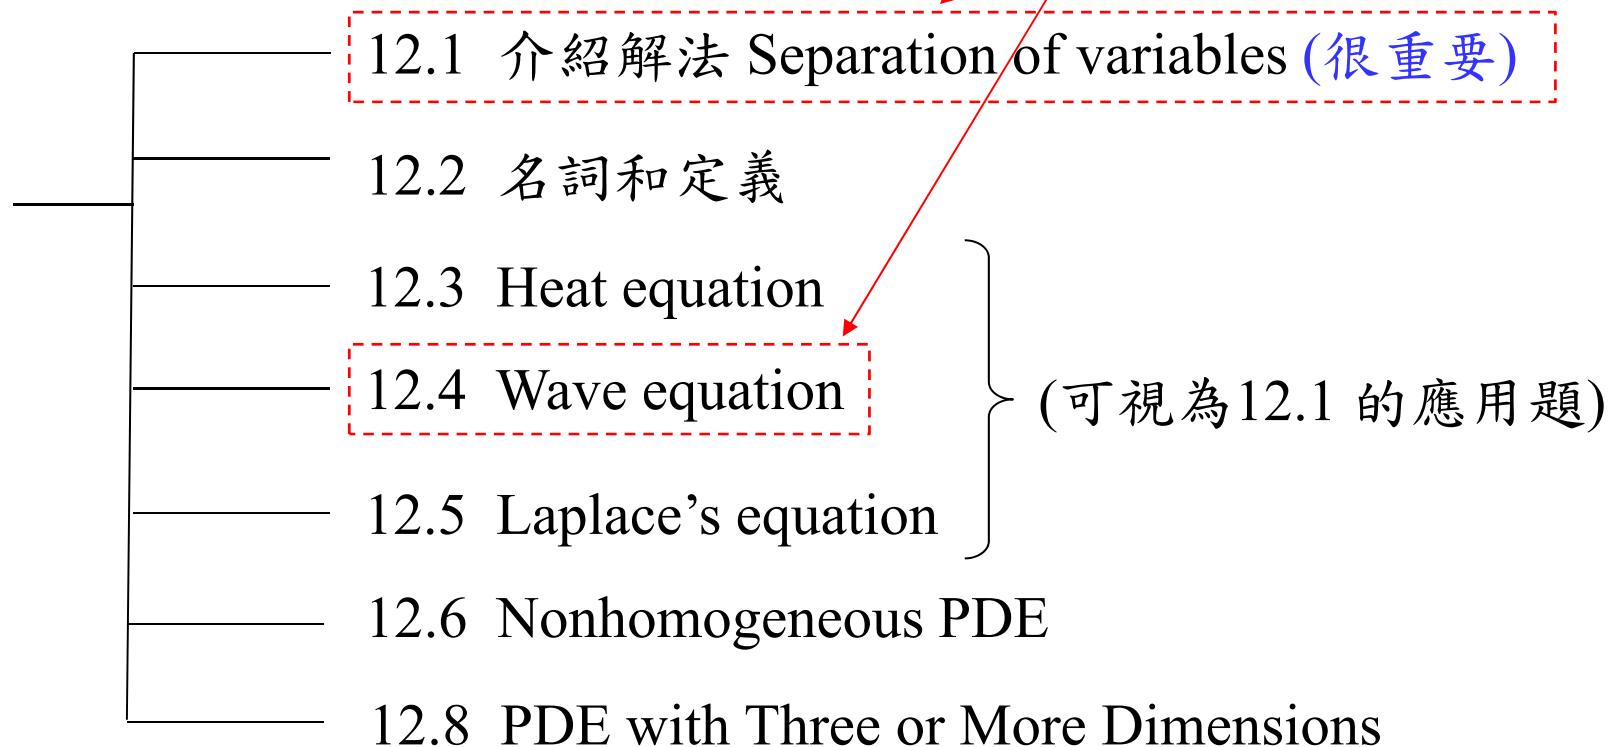 12.1 介紹解法 Separation of variables (很重要)
12.2 名詞和定義
12.3 Heat equation
12.4 Wave equation
(可視為12.1 的應用題)
12.5 Laplace’s equation
12.6 Nonhomogeneous PDE
12.8 PDE with Three or More Dimensions